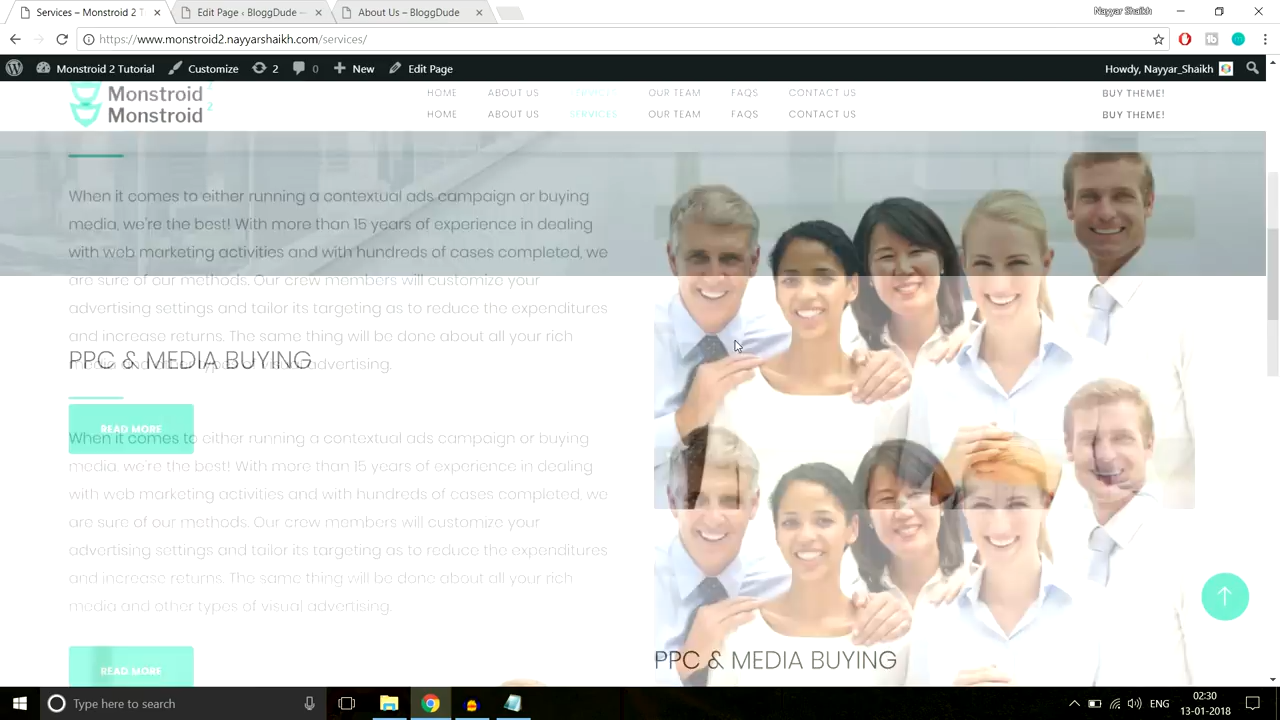 Services – Monstroid 2 T
Edit Page ‹ BloggDude —
About Us – BloggDude
Nayyar Shaikh
https://www.monstroid2.nayyarshaikh.com/services/
Monstroid 2 Tutorial
Customize
2
0
New
Edit Page
Howdy, Nayyar_Shaikh
Monstroid 2
HOME ABOUT US SERVICES OUR TEAM FAQS CONTACT US BUY THEME!
Monstroid 2
HOME ABOUT US SERVICES OUR TEAM FAQS CONTACT US BUY THEME!
When it comes to either running a contextual ads campaign or buying
media, we're the best! With more than 15 years of experience in dealing
with web marketing activities and with hundreds of cases completed, we
are sure of our methods. Our crew members will customize your
advertising settings and tailor its targeting as to reduce the expenditures
and increase returns. The same thing will be done about all your rich
media and other types of visual advertising.
PPC & MEDIA BUYING
READ MORE
When it comes to either running a contextual ads campaign or buying
media, we're the best! With more than 15 years of experience in dealing
with web marketing activities and with hundreds of cases completed, we
are sure of our methods. Our crew members will customize your
advertising settings and tailor its targeting as to reduce the expenditures
and increase returns. The same thing will be done about all your rich
media and other types of visual advertising.
READ MORE
PPC & MEDIA BUYING
Type here to search
ENG
02:30
13-01-2018